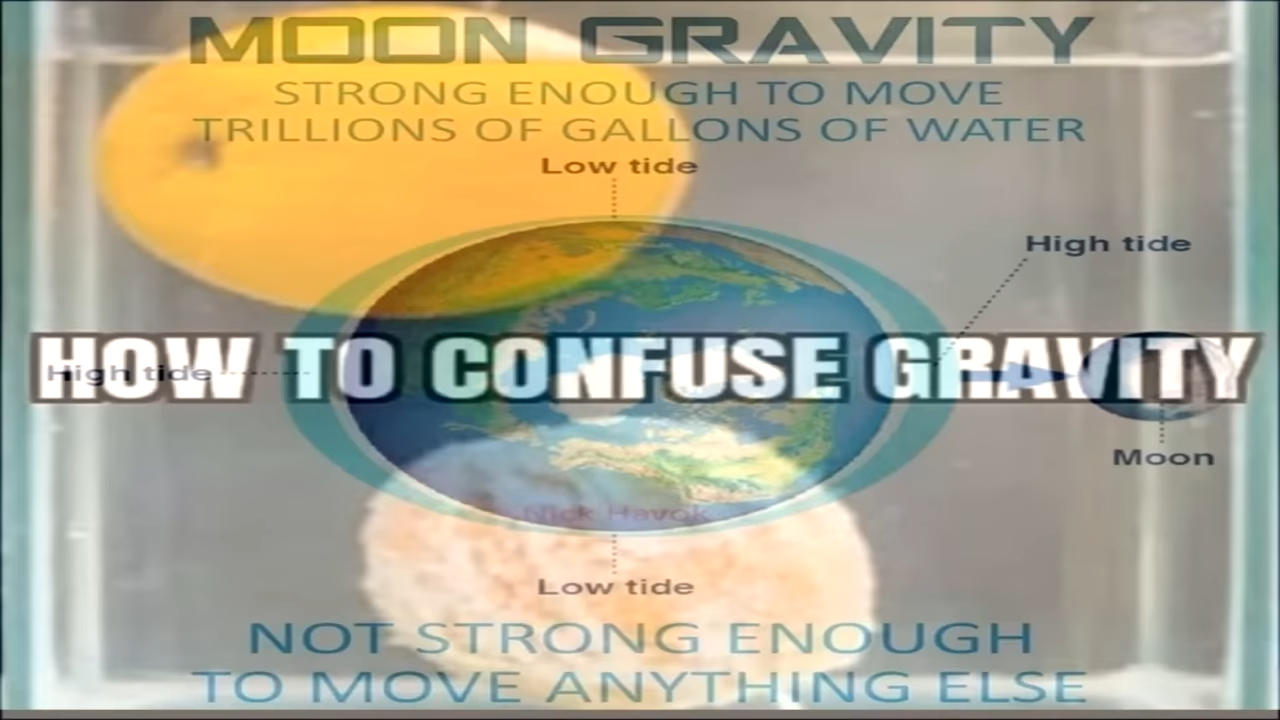 MOON GRAVITY
STRONG ENOUGH TO MOVE
TRILLIONS OF GALLONS OF WATER
Low tide
High tide
HOW TO CONFUSE GRAVITY
High tide
Moon
Nick Havok
Low tide
NOT STRONG ENOUGH
TO MOVE ANYTHING ELSE